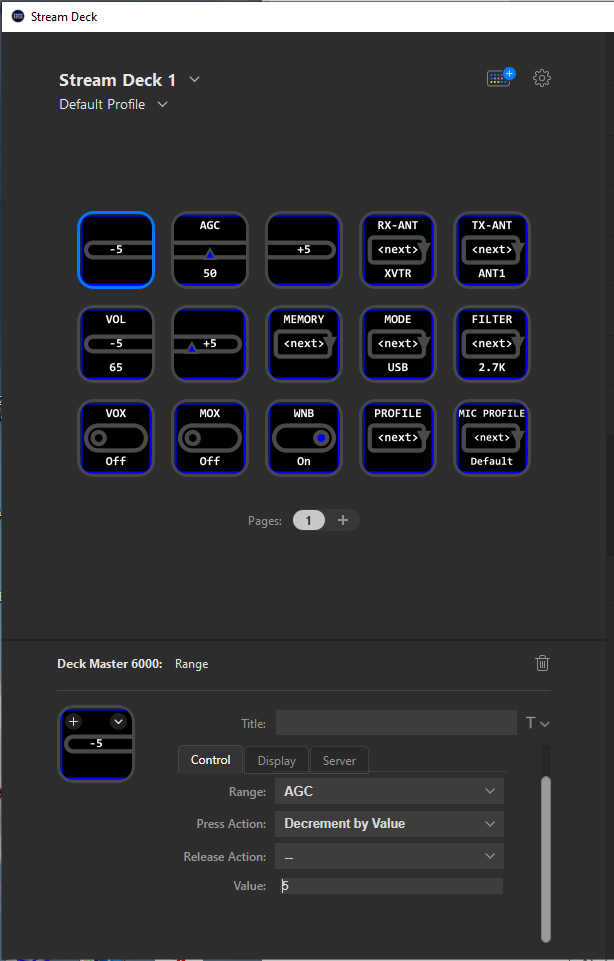 Stream Deck
Stream Deck 1
Default Profile
-5
AGC
50
+5
RX-ANT
<next>
XVTR
TX-ANT
<next>
ANT1
VOL
-5
65
+5
MEMORY
<next>
MODE
<next>
USB
FILTER
<next>
2.7K
VOX
Off
MOX
Off
WNB
On
PROFILE
<next>
MIC PROFILE
<next>
Default
Pages: 1 +
Deck Master 6000: Range
-5
Title:
T
Control Display Server
Range: AGC
Press Action: Decrement by Value
Release Action: --
Value: 5